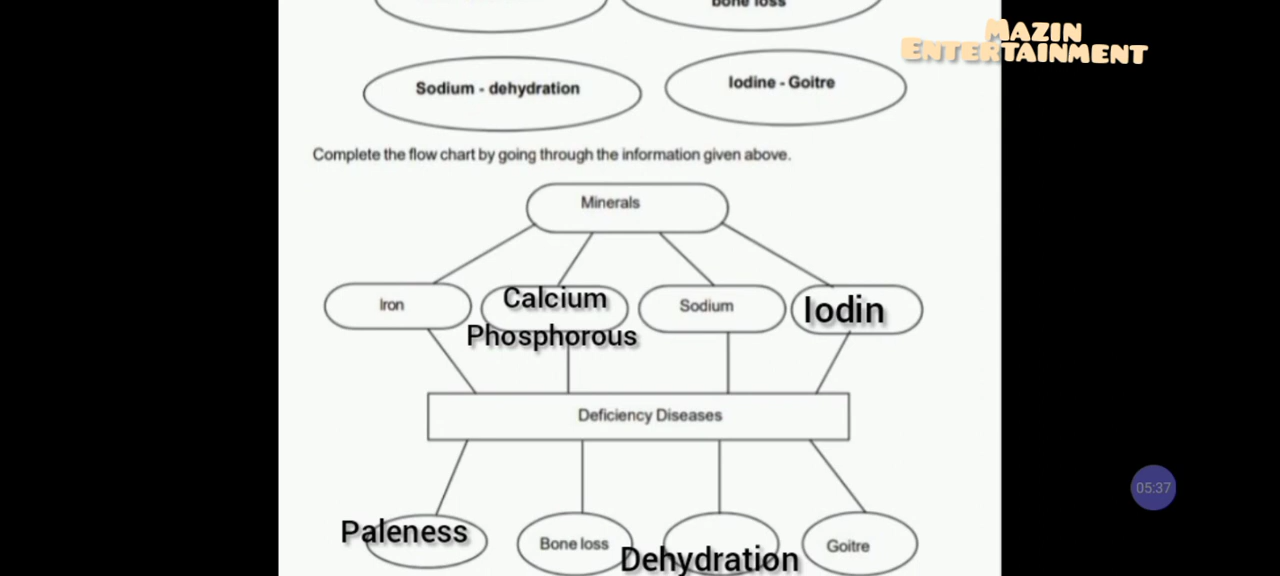 bone loss
MAZIN
ENTERTAINMENT
Sodium - dehydration
Iodine - Goitre
Complete the flow chart by going through the information given above.
Minerals
Iron
Calcium
Phosphorous
Sodium
Iodin
Deficiency Diseases
Paleness
Bone loss
Dehydration
Goitre
05:37